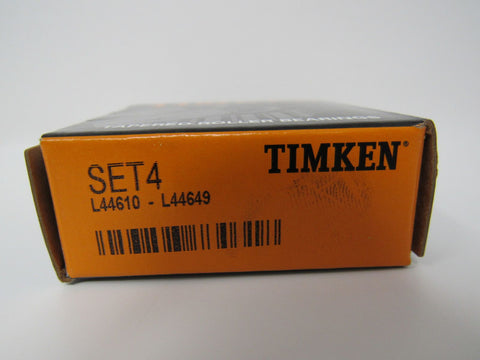 TAPERED ROLLER BEARINGS
TIMKEN®
SET4
L44610 - L44649